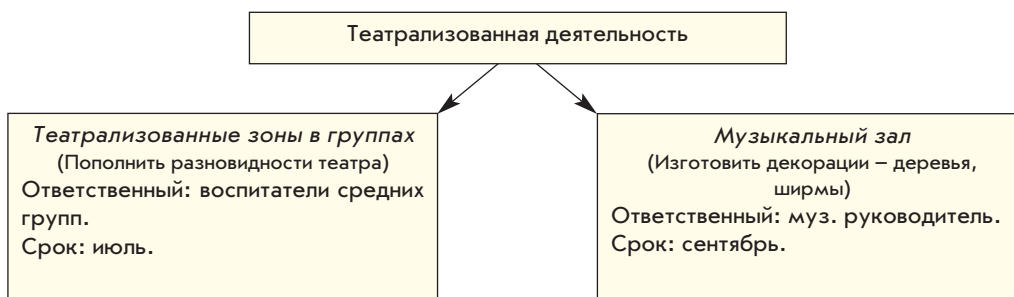 Театрализованная деятельность
Театрализованные зоны в группах
(Пополнить разновидности театра)
Ответственный: воспитатели средних
групп.
Срок: июль.
Музыкальный зал
(Изготовить декорации – деревья,
ширмы)
Ответственный: муз. руководитель.
Срок: сентябрь.